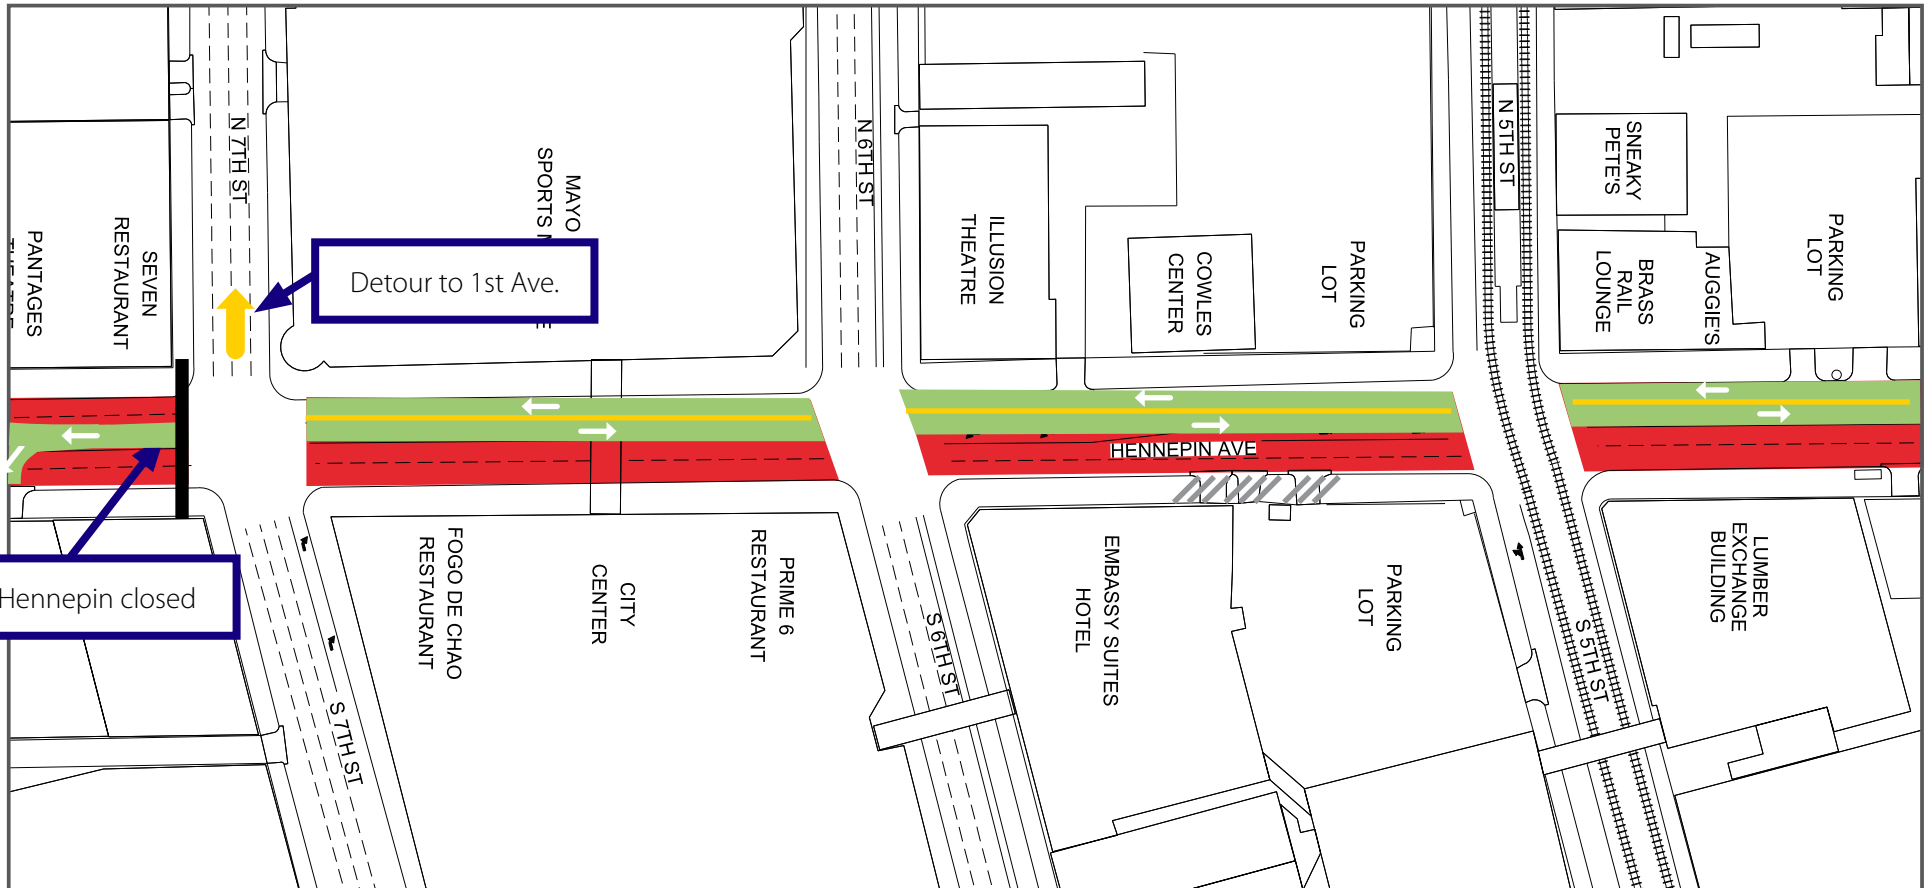 N 7TH ST
N 6TH ST
N 5TH ST
SNEAKY
PETE'S
MAYO
SPORTS
SEVEN
RESTAURANT
PANTAGES
ILLUSION
THEATRE
COWLES
CENTER
PARKING
LOT
BRASS
RAIL
LOUNGE
AUGGIE'S
PARKING
LOT
Detour to 1st Ave.
HENNEPIN AVE
Hennepin closed
FOGO DE CHAO
RESTAURANT
CITY
CENTER
PRIME 6
RESTAURANT
EMBASSY SUITES
HOTEL
PARKING
LOT
LUMBER
EXCHANGE
BUILDING
S 7TH ST
S 6TH ST
S 5TH ST